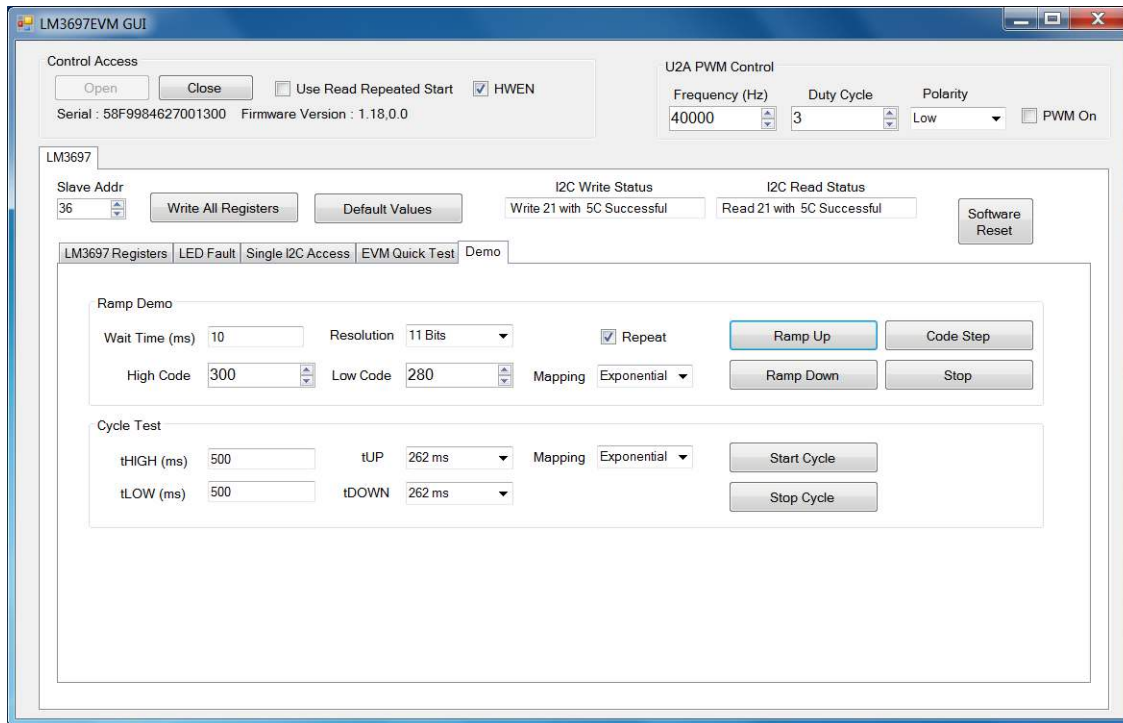 LM3697EVM GUI
Control Access
Open Close Use Read Repeated Start HWEN
Serial : 58F9984627001300 Firmware Version : 1.18,0.0
U2A PWM Control
Frequency (Hz) Duty Cycle Polarity
40000 3 Low PWM On
LM3697
Slave Addr I2C Write Status I2C Read Status
36 Write All Registers Default Values Write 21 with 5C Successful Read 21 with 5C Successful Software Reset
LM3697 Registers LED Fault Single I2C Access EVM Quick Test Demo
Ramp Demo
Wait Time (ms) 10 Resolution 11 Bits Repeat Ramp Up Code Step
High Code 300 Low Code 280 Mapping Exponential Ramp Down Stop
Cycle Test
tHIGH (ms) 500 tUP 262 ms Mapping Exponential Start Cycle
tLOW (ms) 500 tDOWN 262 ms Stop Cycle